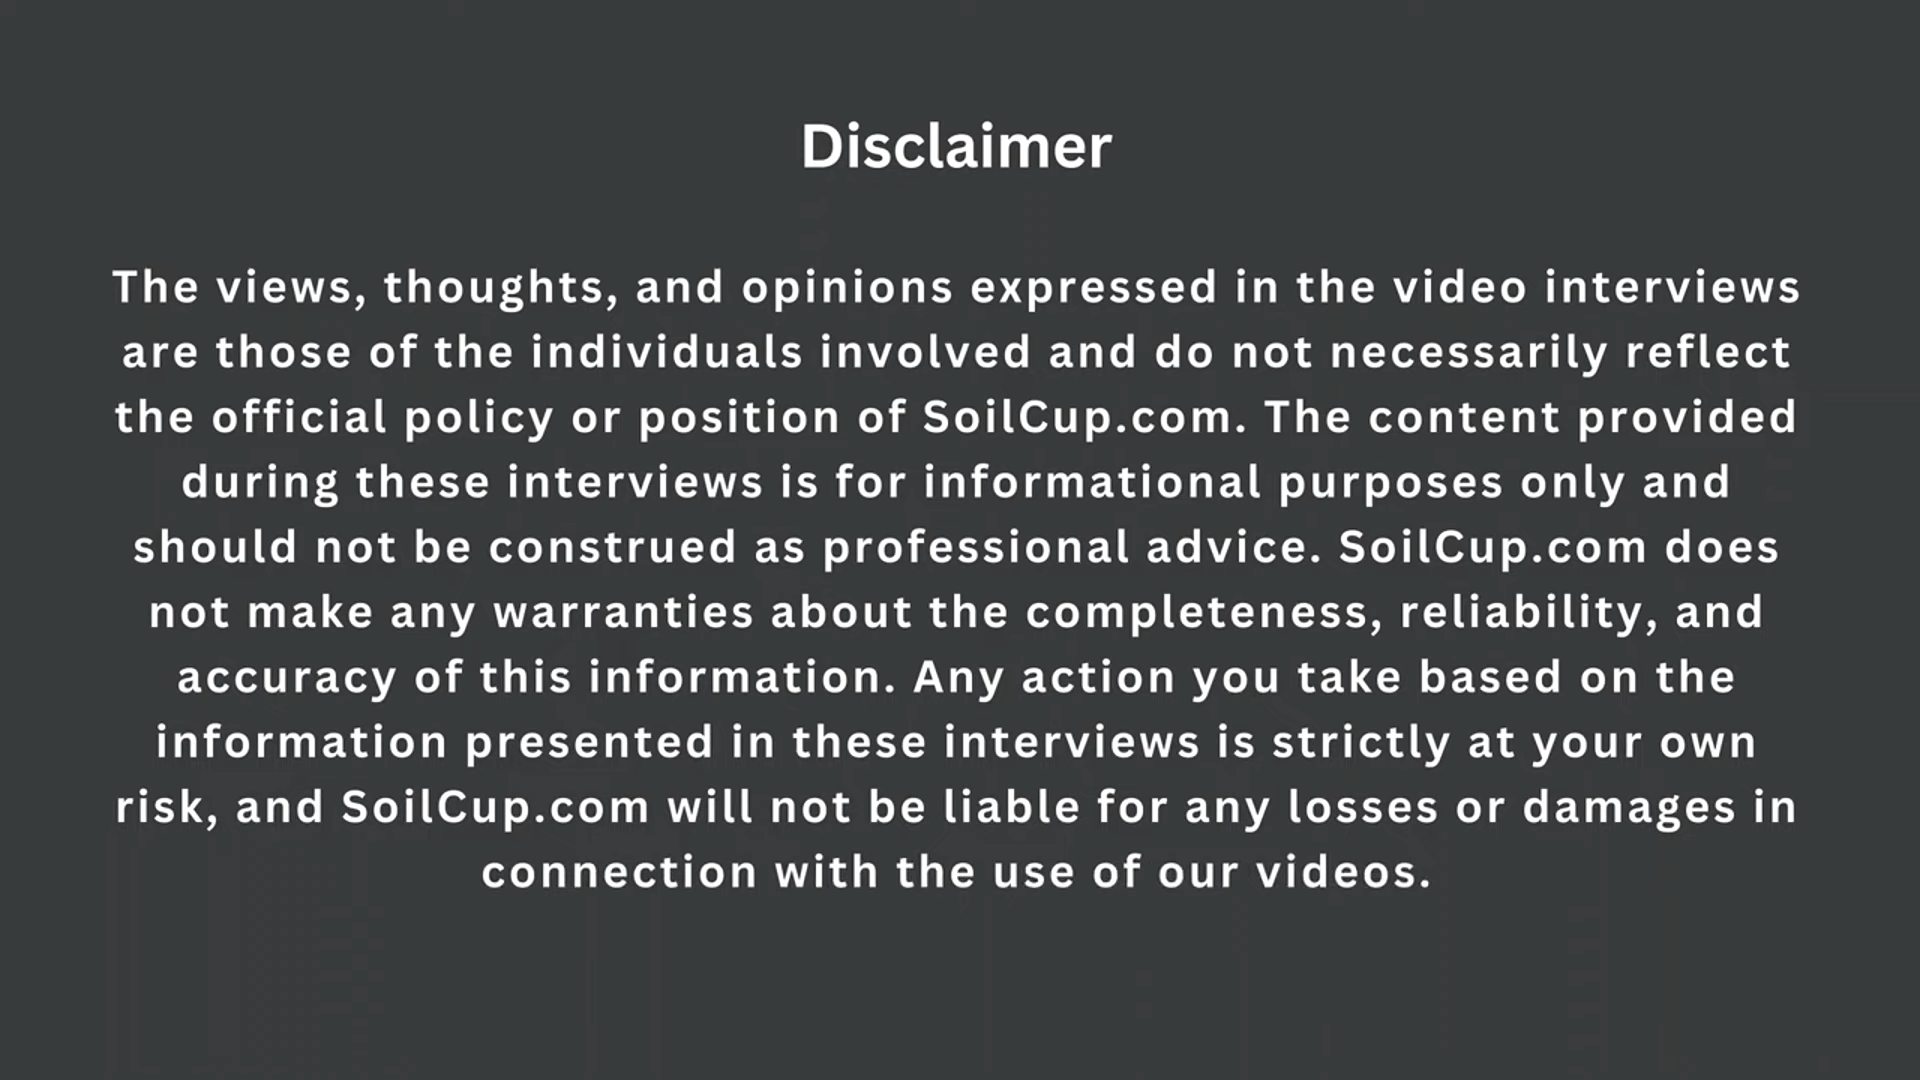 Disclaimer
The views, thoughts, and opinions expressed in the video interviews
are those of the individuals involved and do not necessarily reflect
the official policy or position of SoilCup.com. The content provided
during these interviews is for informational purposes only and
should not be construed as professional advice. SoilCup.com does
not make any warranties about the completeness, reliability, and
accuracy of this information. Any action you take based on the
information presented in these interviews is strictly at your own
risk, and SoilCup.com will not be liable for any losses or damages in
connection with the use of our videos.